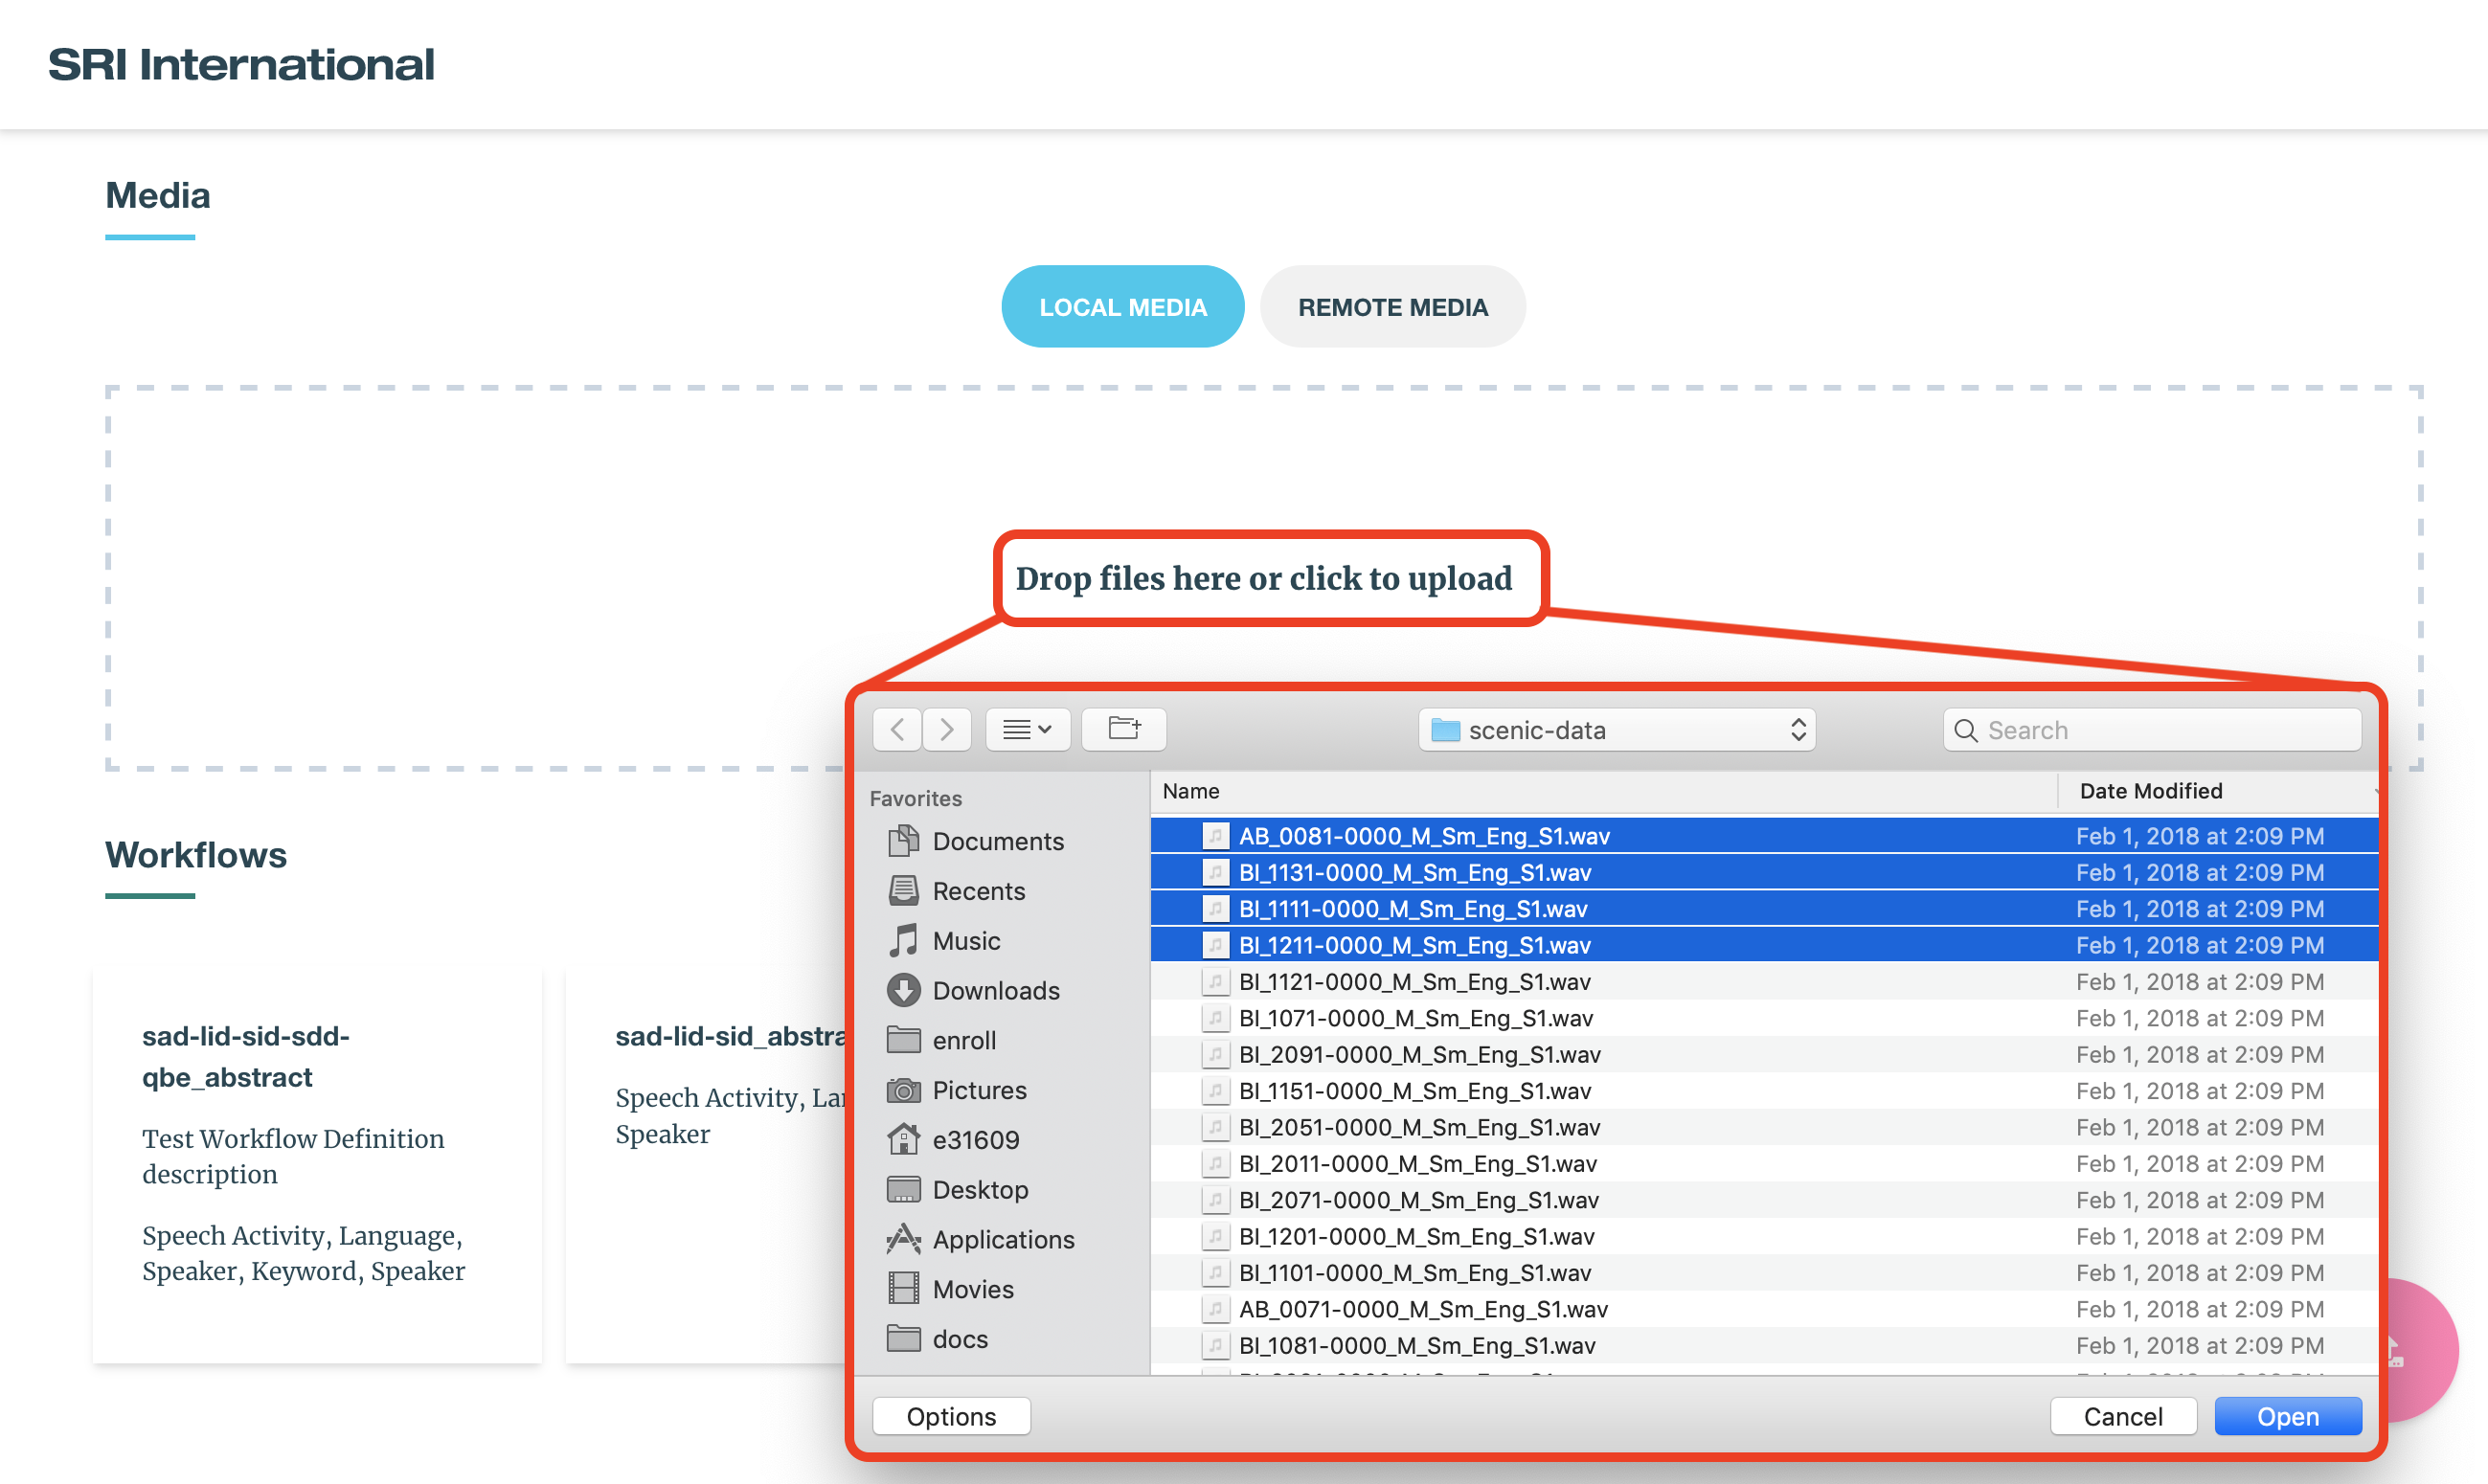 SRI International
Media
LOCAL MEDIA
REMOTE MEDIA
Drop files here or click to upload
scenic-data
Search
Favorites
Documents
Recents
Music
Downloads
enroll
Pictures
e31609
Desktop
Applications
Movies
docs
Name
Date Modified
AB_0081-0000_M_Sm_Eng_S1.wav Feb 1, 2018 at 2:09 PM
BI_1131-0000_M_Sm_Eng_S1.wav Feb 1, 2018 at 2:09 PM
BI_1111-0000_M_Sm_Eng_S1.wav Feb 1, 2018 at 2:09 PM
BI_1211-0000_M_Sm_Eng_S1.wav Feb 1, 2018 at 2:09 PM
BI_1121-0000_M_Sm_Eng_S1.wav Feb 1, 2018 at 2:09 PM
BI_1071-0000_M_Sm_Eng_S1.wav Feb 1, 2018 at 2:09 PM
BI_2091-0000_M_Sm_Eng_S1.wav Feb 1, 2018 at 2:09 PM
BI_1151-0000_M_Sm_Eng_S1.wav Feb 1, 2018 at 2:09 PM
BI_2051-0000_M_Sm_Eng_S1.wav Feb 1, 2018 at 2:09 PM
BI_2011-0000_M_Sm_Eng_S1.wav Feb 1, 2018 at 2:09 PM
BI_2071-0000_M_Sm_Eng_S1.wav Feb 1, 2018 at 2:09 PM
BI_1201-0000_M_Sm_Eng_S1.wav Feb 1, 2018 at 2:09 PM
BI_1101-0000_M_Sm_Eng_S1.wav Feb 1, 2018 at 2:09 PM
AB_0071-0000_M_Sm_Eng_S1.wav Feb 1, 2018 at 2:09 PM
BI_1081-0000_M_Sm_Eng_S1.wav Feb 1, 2018 at 2:09 PM
Options
Cancel
Open
Workflows
sad-lid-sid-sdd-
qbe_abstract
Test Workflow Definition
description
Speech Activity, Language,
Speaker, Keyword, Speaker
sad-lid-sid_abstra
Speech Activity, La
Speaker